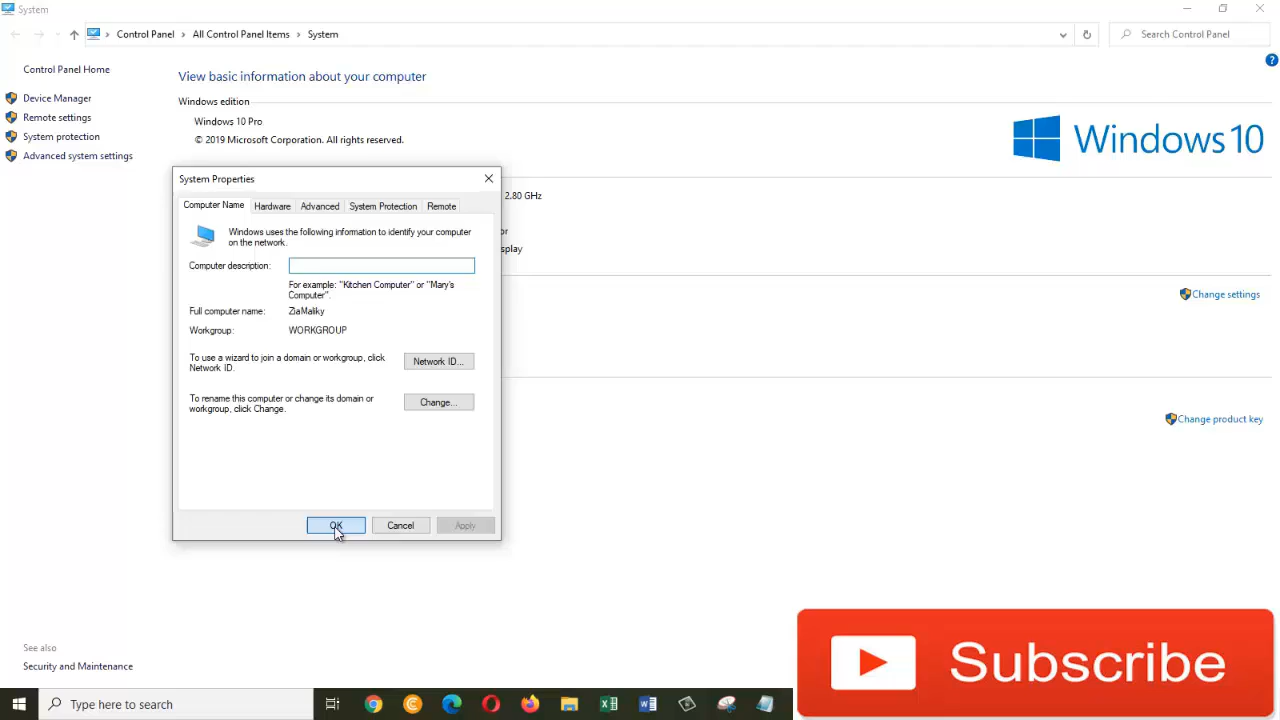 System
Control Panel > All Control Panel Items > System
Search Control Panel
Control Panel Home
Device Manager
Remote settings
System protection
Advanced system settings
View basic information about your computer
Windows edition
Windows 10 Pro
© 2019 Microsoft Corporation. All rights reserved.
Windows 10
2.80 GHz
or
splay
Change settings
Change product key
System Properties
Computer Name Hardware Advanced System Protection Remote
Windows uses the following information to identify your computer
on the network.
Computer description:
For example: "Kitchen Computer" or "Mary's
Computer".
Full computer name: ZiaMaliky
Workgroup: WORKGROUP
To use a wizard to join a domain or workgroup, click
Network ID.
Network ID...
To rename this computer or change its domain or
workgroup, click Change.
Change...
OK Cancel Apply
See also
Security and Maintenance
Type here to search
Subscribe